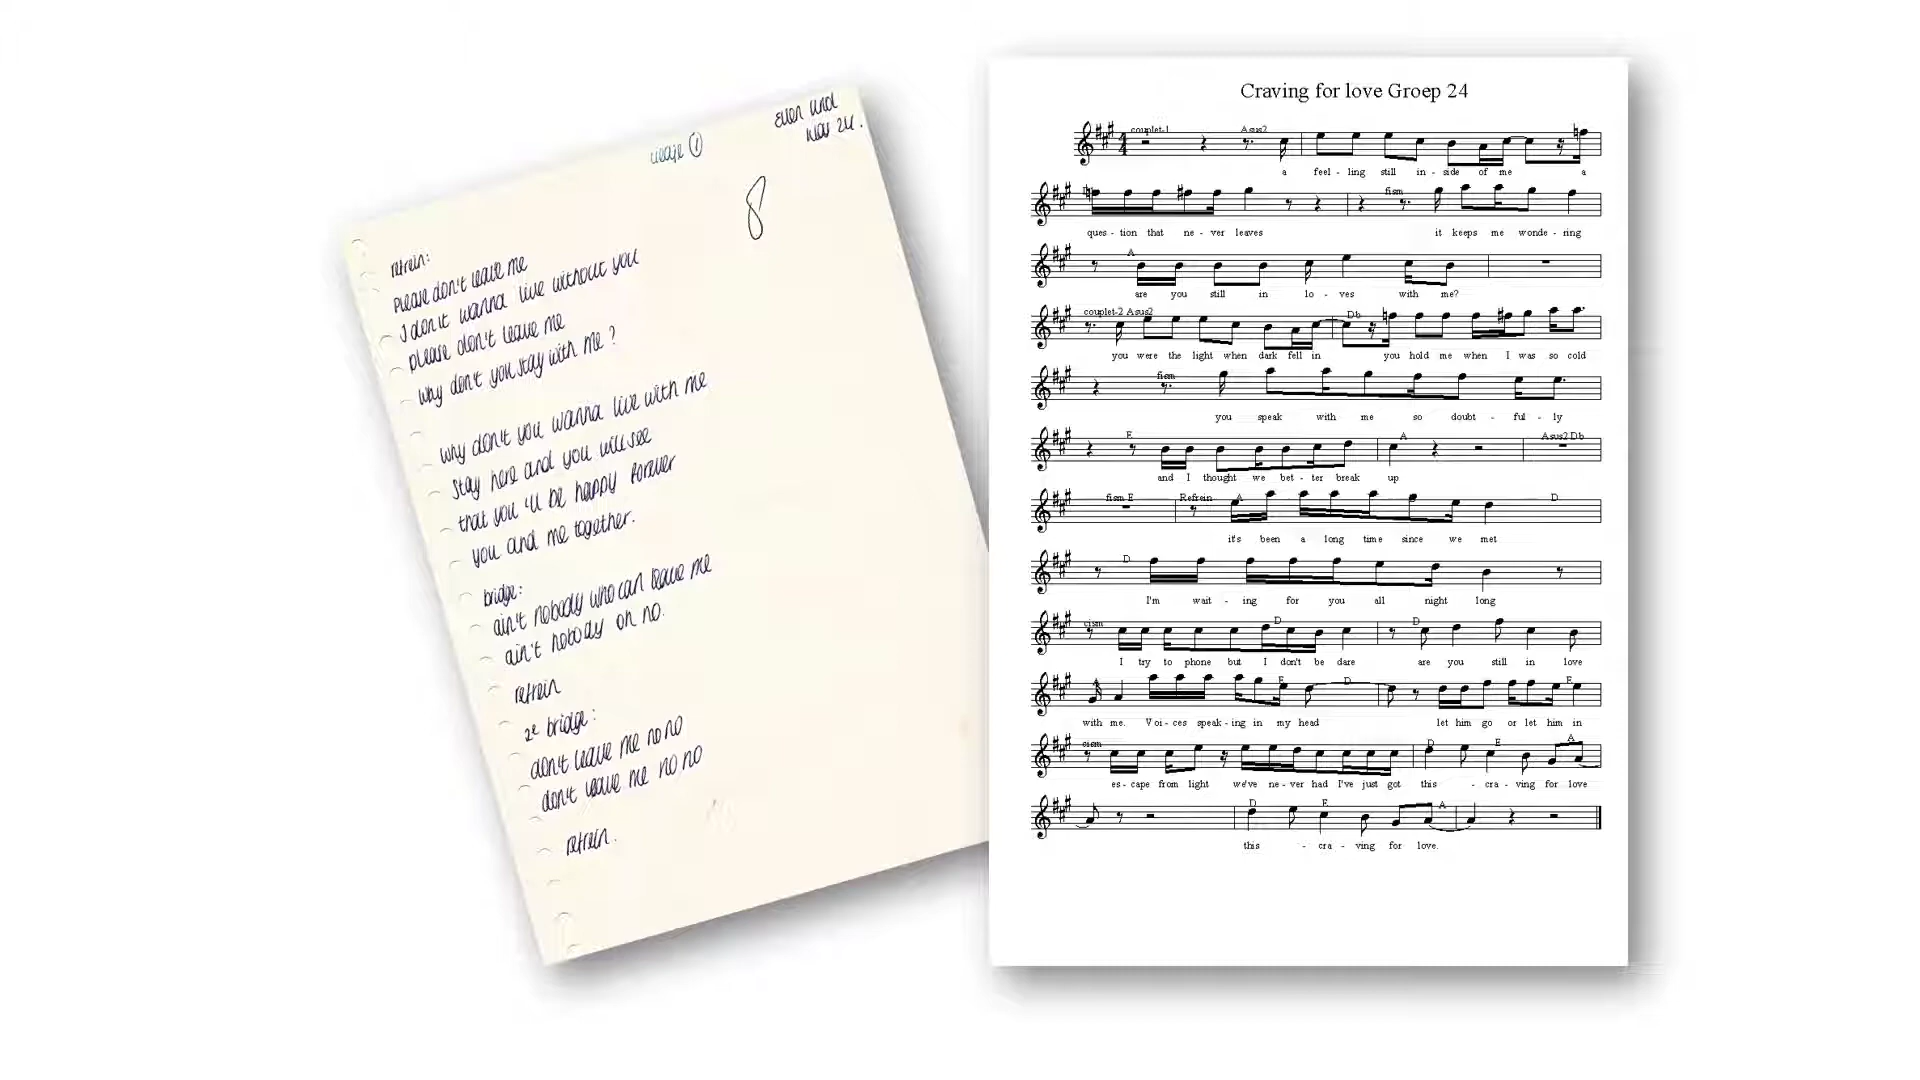 klas 2u.
liedje ①
8
refrein:
Please don't leave me
I don't wanna live without you
please don't leave me
why don't you stay with me?
why don't you wanna live with me
stay here and you will see
that you 'll be happy forever
you and me together.
bridge:
ain't nobody who can leave me
ain't nobody oh no.
refrein
2e bridge:
don't leave me no no
don't leave me no no
refrein.
Craving for love Groep 24
couplet-1 Asus2
a feel - ling still in - side of me a
fism
ques - tion that ne - ver leaves it keeps me wonde - ring
A
are you still in lo - ves with me?
couplet-2 Asus2 Db
you were the light when dark fell in you hold me when I was so cold
fism
you speak with me so doubt - ful - ly
E A Asus2 Db
and I thought we bet - ter break up
fism E Refrein A D
it's been a long time since we met
D
I'm wait - ing for you all night long
cism D D
I try to phone but I don't be dare are you still in love
A E D E
with me. Voi - ces speak - ing in my head let him go or let him in
cism D E A
es - cape from light we've ne - ver had I've just got this - cra - ving for love
D E A
this - cra - ving for love.